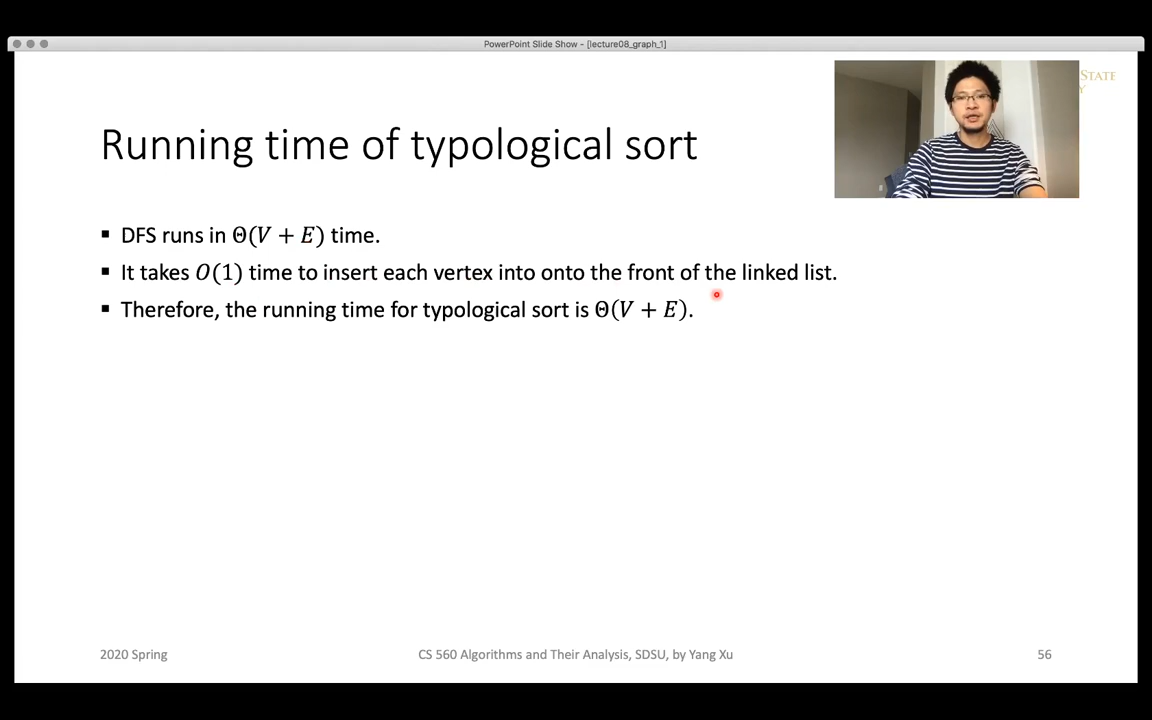 PowerPoint Slide Show - [lecture08_graph_1]
STATE
Y
Running time of typological sort
▪ DFS runs in Θ(V + E) time.
▪ It takes O(1) time to insert each vertex into onto the front of the linked list.
▪ Therefore, the running time for typological sort is Θ(V + E).
2020 Spring
CS 560 Algorithms and Their Analysis, SDSU, by Yang Xu
56